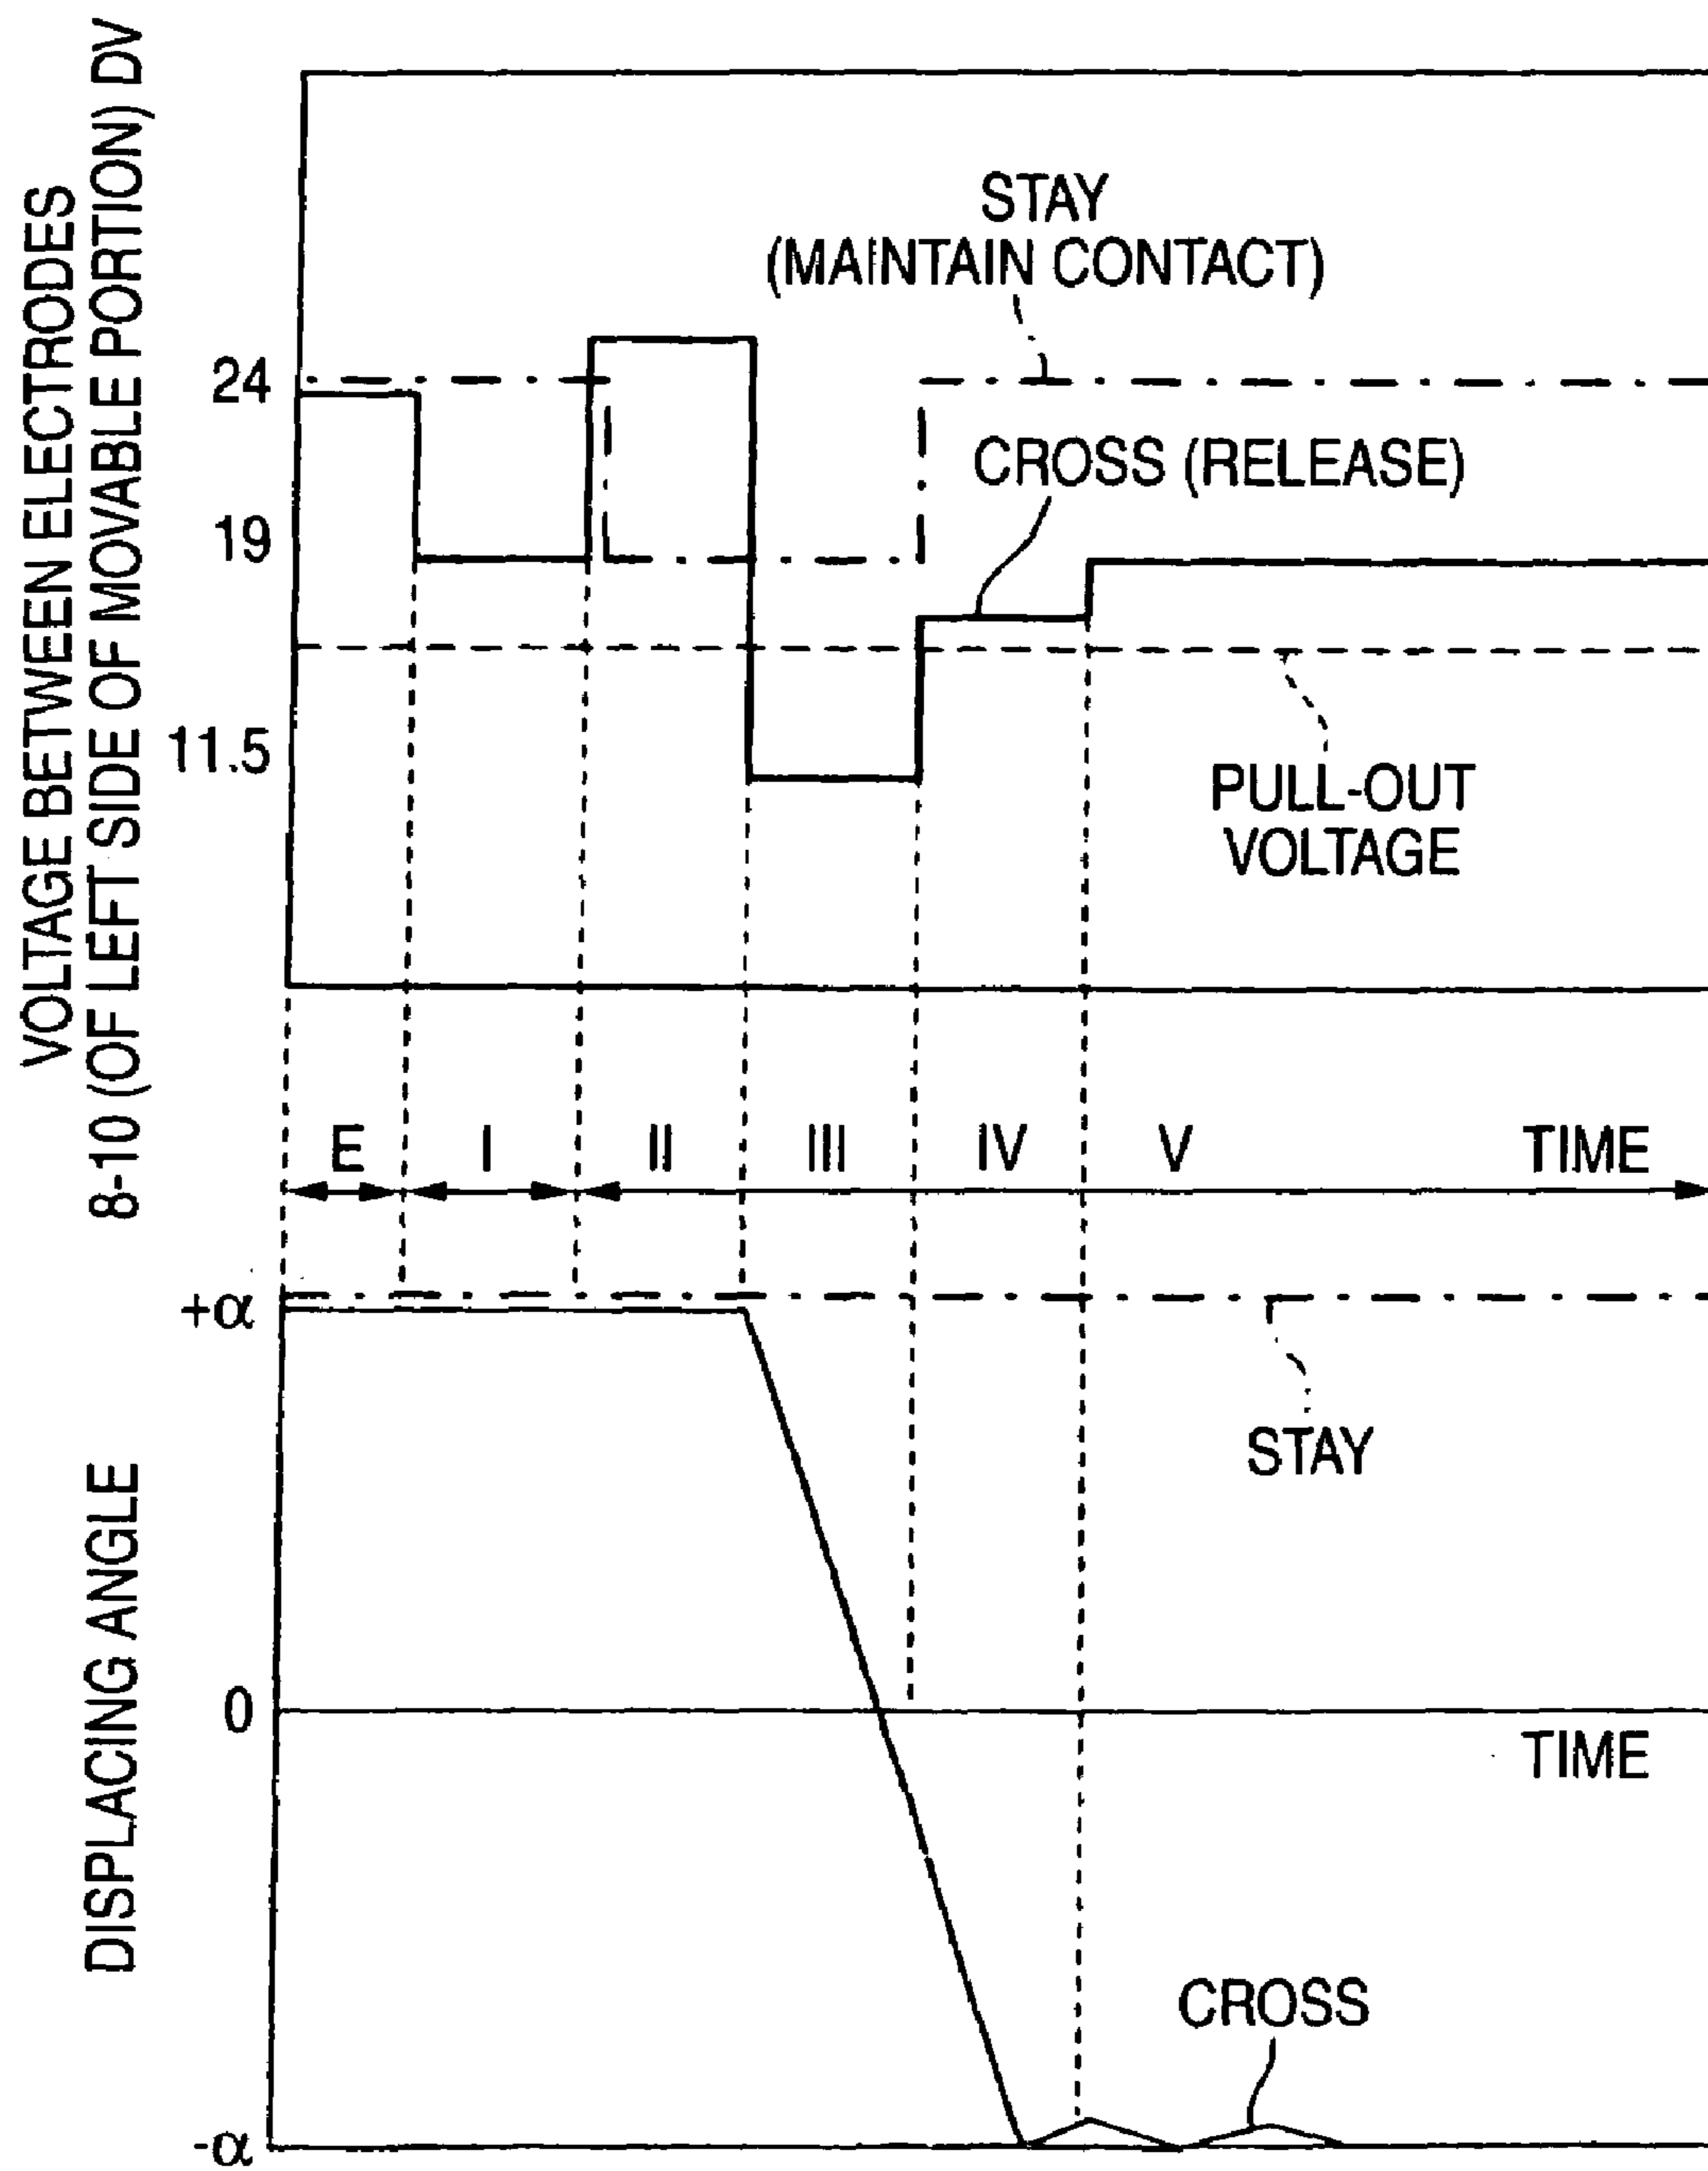 VOLTAGE BETWEEN ELECTRODES
8-10 (OF LEFT SIDE OF MOVABLE PORTION) DV
STAY
(MAINTAIN CONTACT)
24
CROSS (RELEASE)
19
11.5
PULL-OUT
VOLTAGE
E I II III IV V TIME
+α
STAY
DISPLACING ANGLE
0
TIME
CROSS
-α